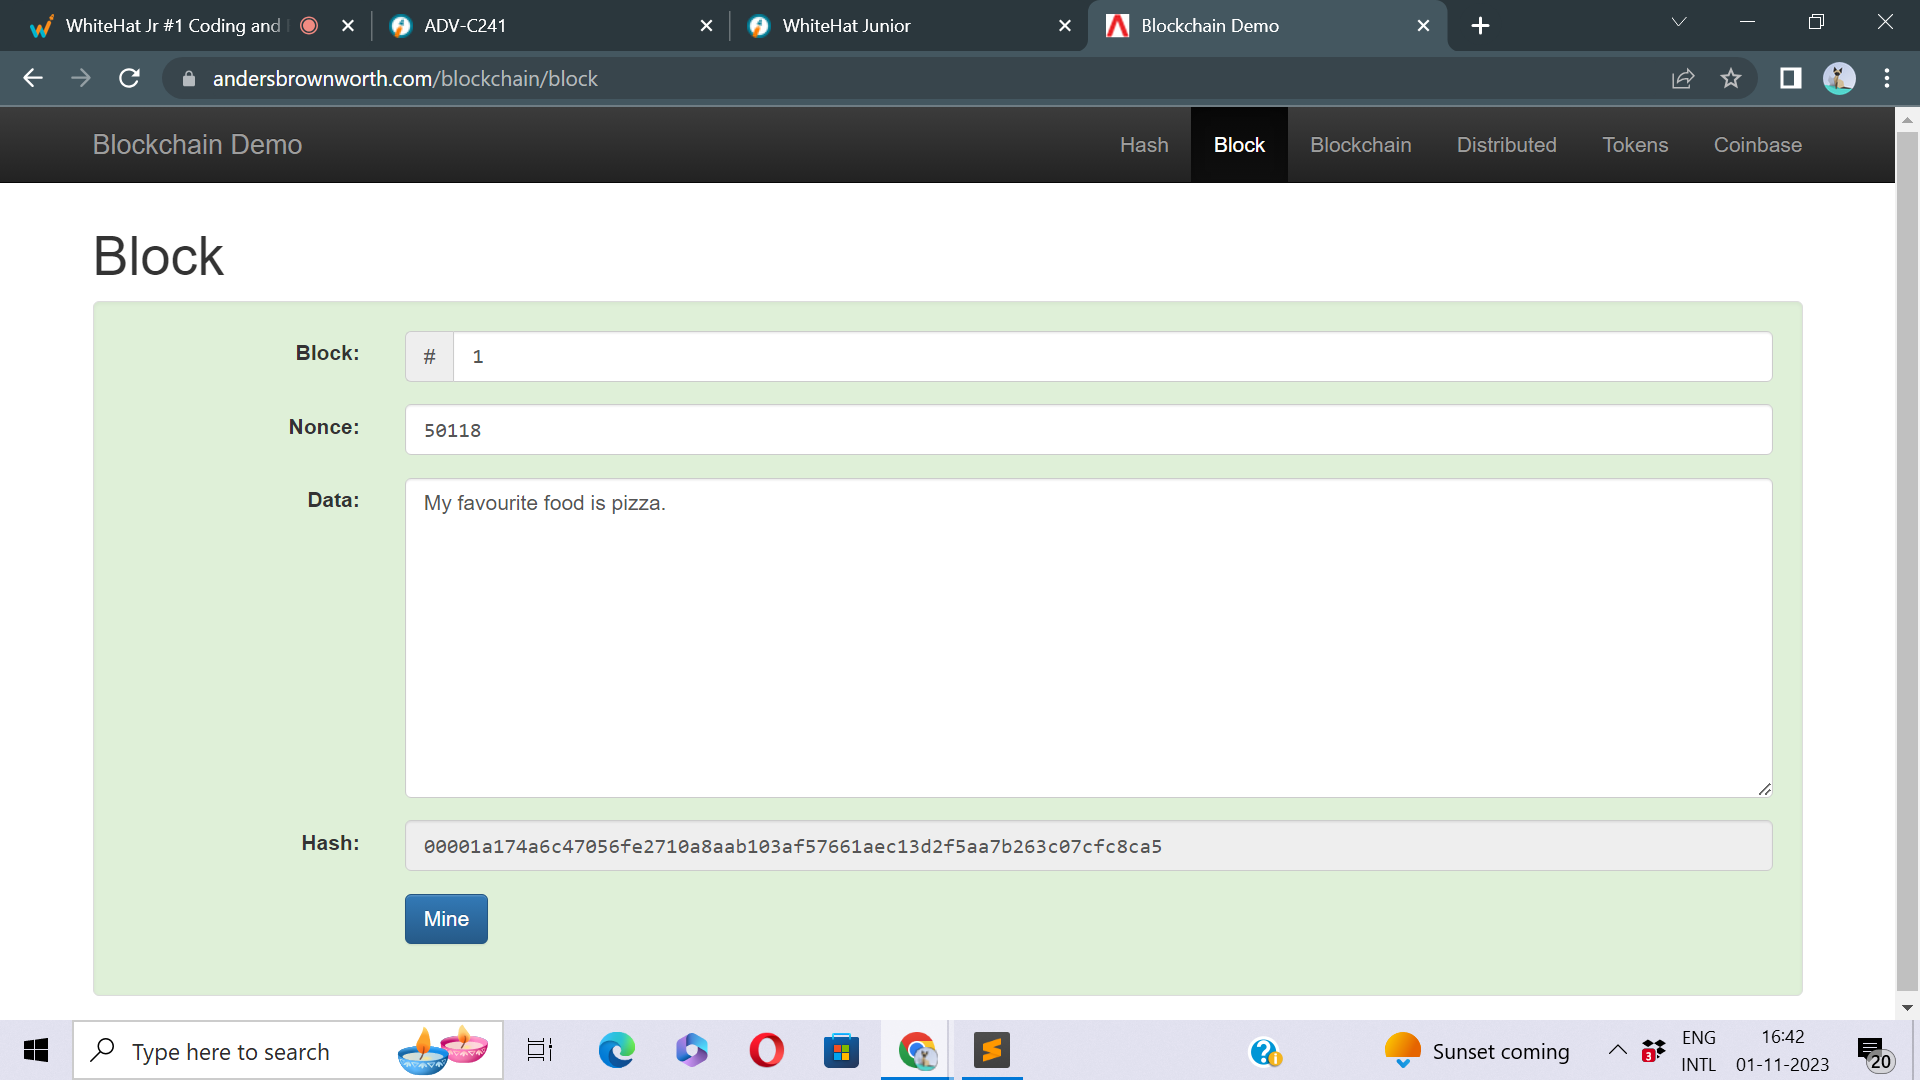 WhiteHat Jr #1 Coding and
ADV-C241
WhiteHat Junior
Blockchain Demo
andersbrownworth.com/blockchain/block
Blockchain Demo
Hash
Block
Blockchain
Distributed
Tokens
Coinbase
Block
Block:
# 1
Nonce:
50118
Data:
My favourite food is pizza.
Hash:
00001a174a6c47056fe2710a8aab103af57661aec13d2f5aa7b263c07cfc8ca5
Mine
Type here to search
Sunset coming
3
ENG
INTL
16:42
01-11-2023
20